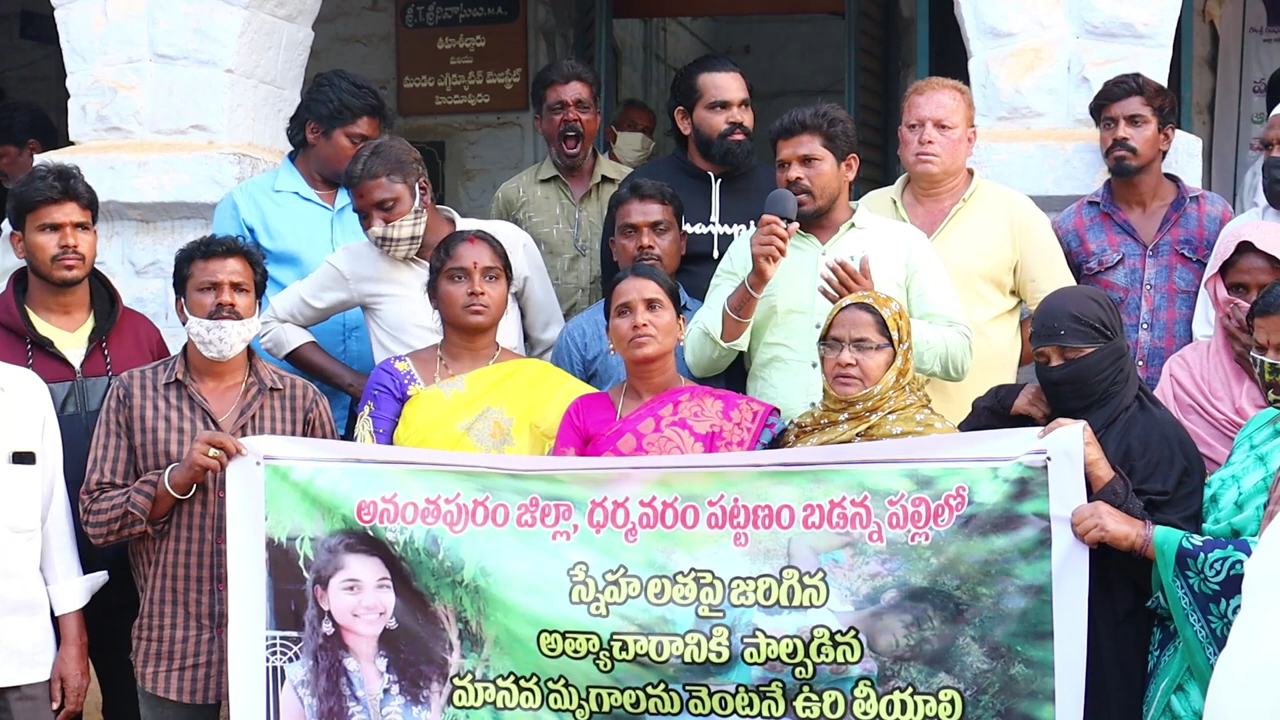 శ్రీ.T.శ్రీనివాసులు.M.A.
తహశీల్దారు
మరియు
మండల ఎగ్జిక్యూటివ్ మెజిస్ట్రేట్
హిందూపురం
అనంతపురం జిల్లా, ధర్మవరం పట్టణం బడన్న పల్లిలో
స్నేహ లతపై జరిగిన
అత్యాచారానికి పాల్పడిన
మానవ మృగాలను వెంటనే ఉరి తీయాలి